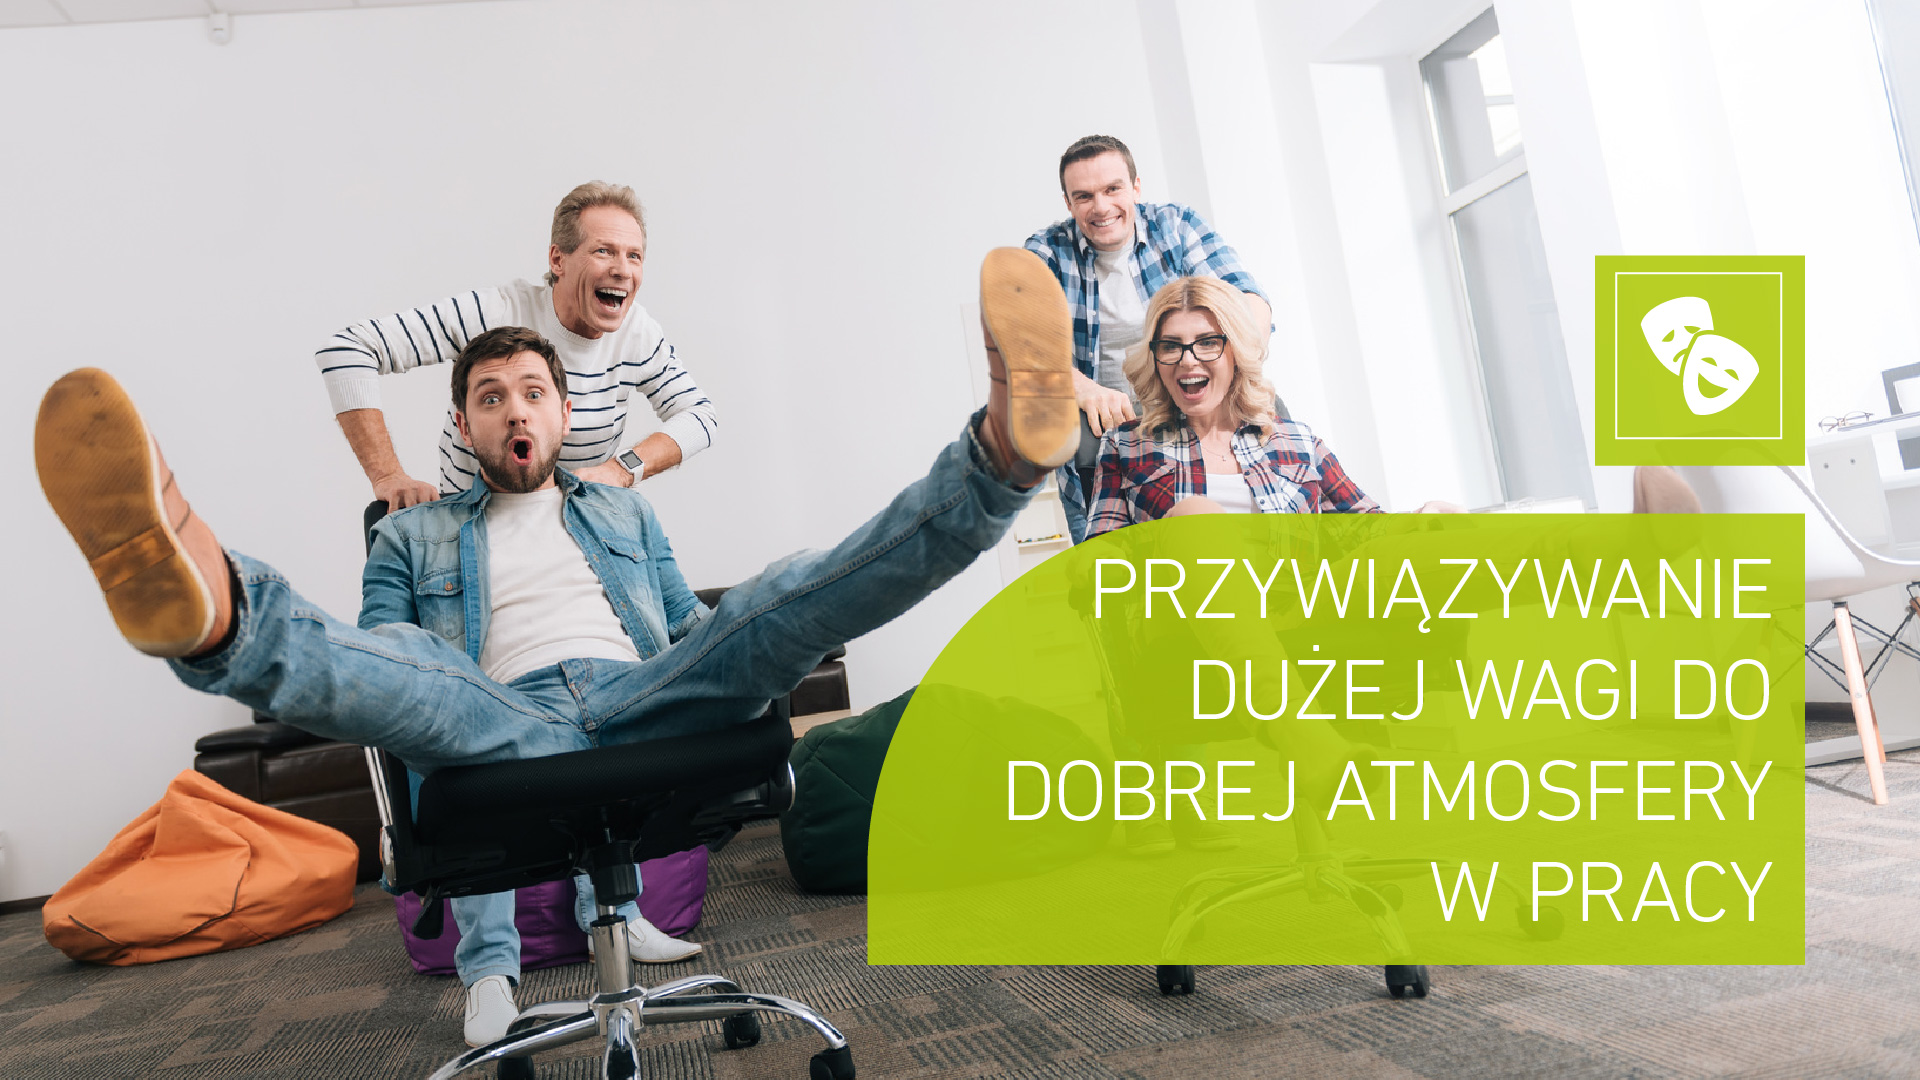 PRZYWIĄZYWANIE
DUŻEJ WAGI DO
DOBREJ ATMOSFERY
W PRACY